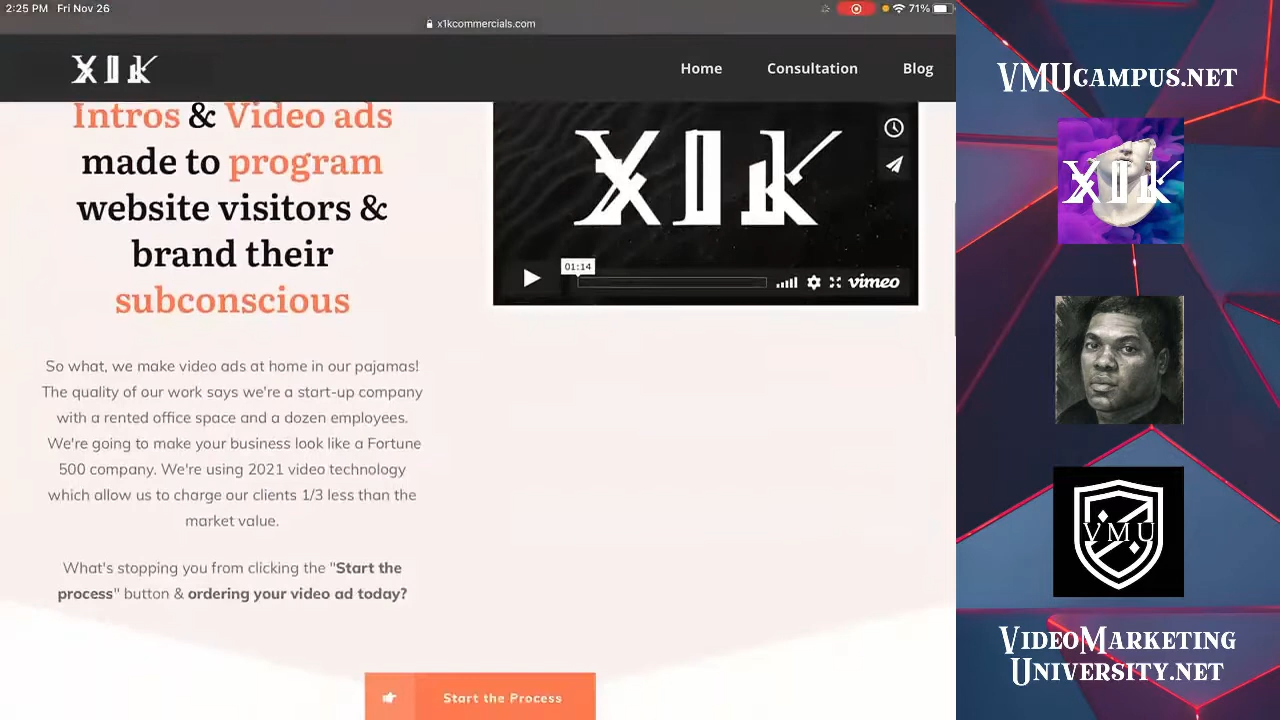 2:25 PM Fri Nov 26
71%
x1kcommercials.com
X1K
Home Consultation Blog
Intros & Video ads
made to program
website visitors &
brand their
subconscious
X1K
01:14
vimeo
So what, we make video ads at home in our pajamas!
The quality of our work says we're a start-up company
with a rented office space and a dozen employees.
We're going to make your business look like a Fortune
500 company. We're using 2021 video technology
which allow us to charge our clients 1/3 less than the
market value.
What's stopping you from clicking the "Start the
process" button & ordering your video ad today?
Start the Process
VMUcampus.net
X1K
VMU
VideoMarketing
University.net